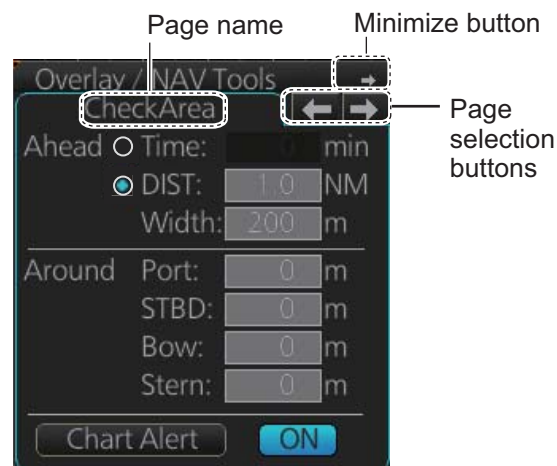 Page name
Minimize button
Overlay / NAV Tools
CheckArea
Page
selection
buttons
Ahead Time: 0 min
DIST: 1.0 NM
Width: 200 m
Around Port: 0 m
STBD: 0 m
Bow: 0 m
Stern: 0 m
Chart Alert ON